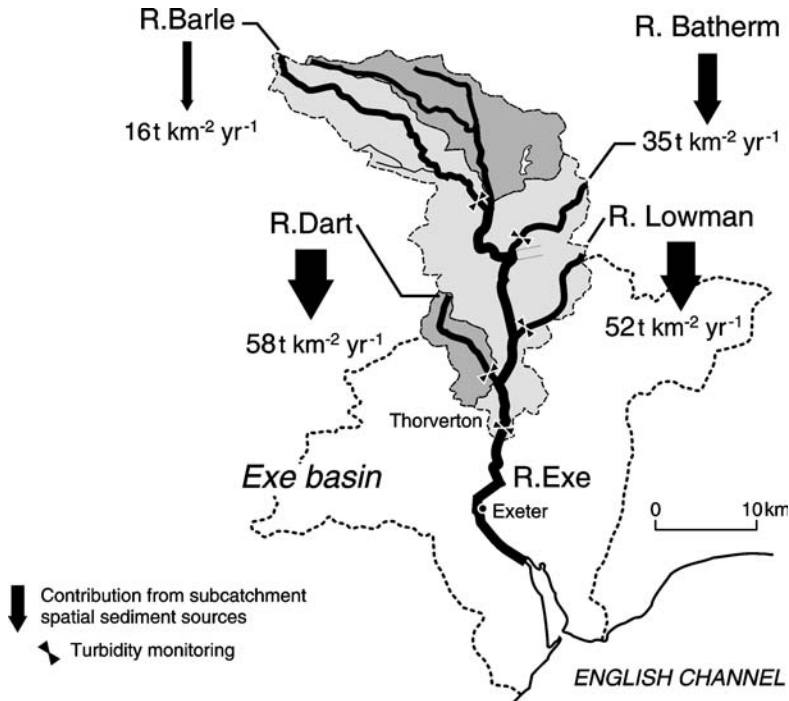 R.Barle
16t km-2 yr-1
R. Batherm
35t km-2 yr-1
R.Dart
58t km-2 yr-1
R. Lowman
52t km-2 yr-1
Thorverton
Exe basin
R.Exe
Exeter
0 10km
Contribution from subcatchment
spatial sediment sources
Turbidity monitoring
ENGLISH CHANNEL